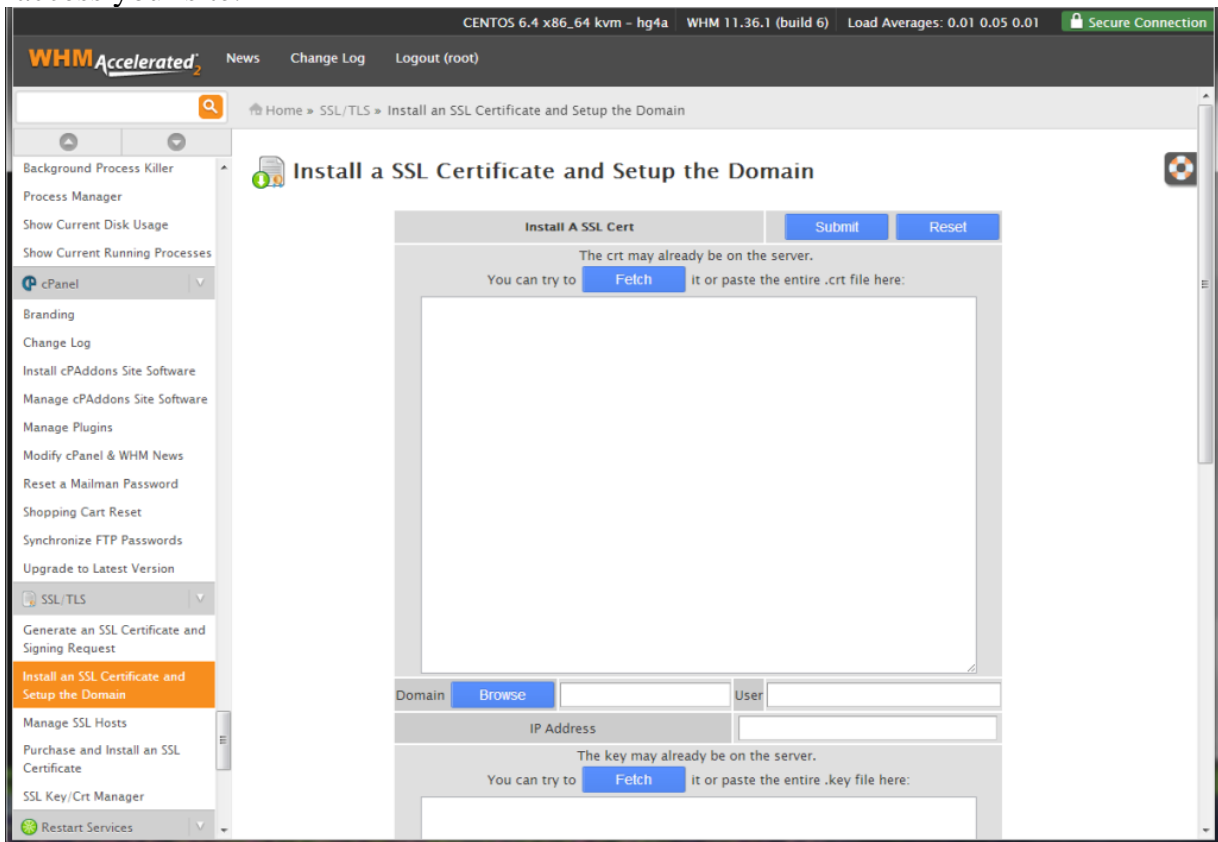 CENTOS 6.4 x86_64 kvm – hg4a WHM 11.36.1 (build 6) Load Averages: 0.01 0.05 0.01 Secure Connection
WHM Accelerated2 News Change Log Logout (root)
Home » SSL/TLS » Install an SSL Certificate and Setup the Domain
Background Process Killer
Process Manager
Show Current Disk Usage
Show Current Running Processes
cPanel
Branding
Change Log
Install cPAddons Site Software
Manage cPAddons Site Software
Manage Plugins
Modify cPanel & WHM News
Reset a Mailman Password
Shopping Cart Reset
Synchronize FTP Passwords
Upgrade to Latest Version
SSL/TLS
Generate an SSL Certificate and
Signing Request
Install an SSL Certificate and
Setup the Domain
Manage SSL Hosts
Purchase and Install an SSL
Certificate
SSL Key/Crt Manager
Restart Services
Install a SSL Certificate and Setup the Domain
Install A SSL Cert Submit Reset
The crt may already be on the server.
You can try to Fetch it or paste the entire .crt file here:
Domain Browse User
IP Address
The key may already be on the server.
You can try to Fetch it or paste the entire .key file here: